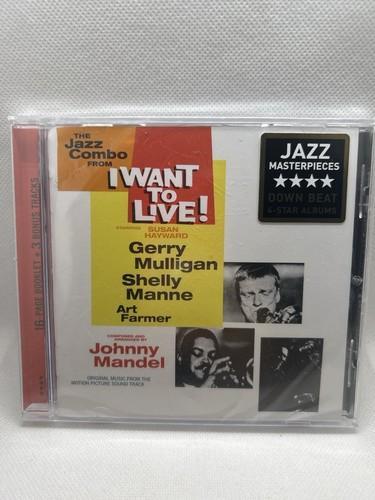 THE
Jazz
Combo
FROM
I WANT
TO
LIVE!
STARRING SUSAN
HAYWARD
Gerry
Mulligan
Shelly
Manne
Art
Farmer
COMPOSED AND
ARRANGED BY
Johnny
Mandel
ORIGINAL MUSIC FROM THE
MOTION PICTURE SOUND TRACK
JAZZ
MASTERPIECES
★★★★
DOWN BEAT
4-STAR ALBUMS
16-PAGE BOOKLET + 3 BONUS TRACKS